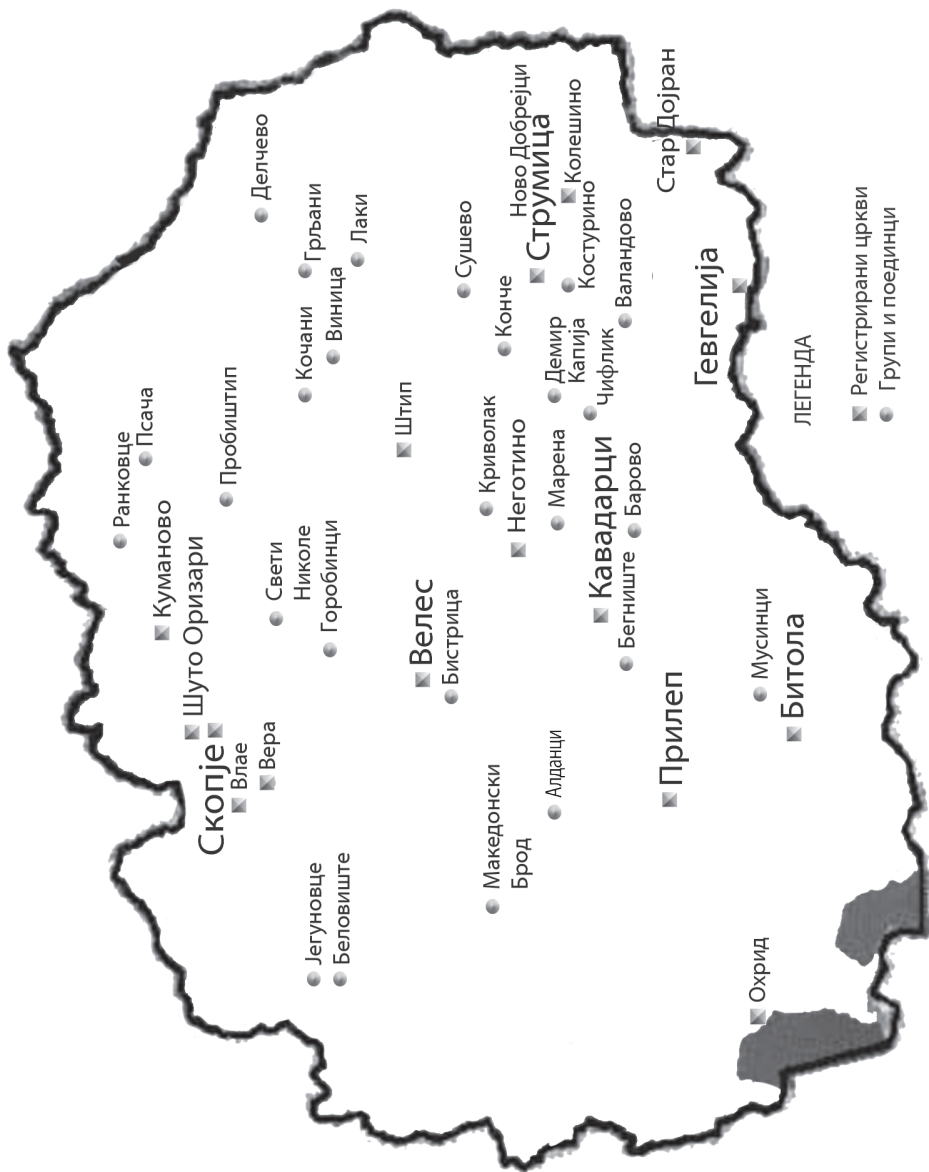 Ранковце
Псача
Куманово
Шуто Оризари
Скопје
Влае
Вера
Пробиштип
Делчево
Свети
Николе
Горобинци
Кочани
Грљани
Виница
Лаки
Јегуновце
Беловиште
Штип
Велес
Бистрица
Сушево
Криволак
Конче
Неготино
Македонски
Брод
Алданци
Марена
Демир
Капија
Чифлик
Ново Добрејци
Струмица
Колешино
Костурино
Валандово
Кавадарци
Бегниште
Барово
Прилеп
Стар Дојран
Гевгелија
Мусинци
Битола
Охрид
ЛЕГЕНДА
Регистрирани цркви
Групи и поединци